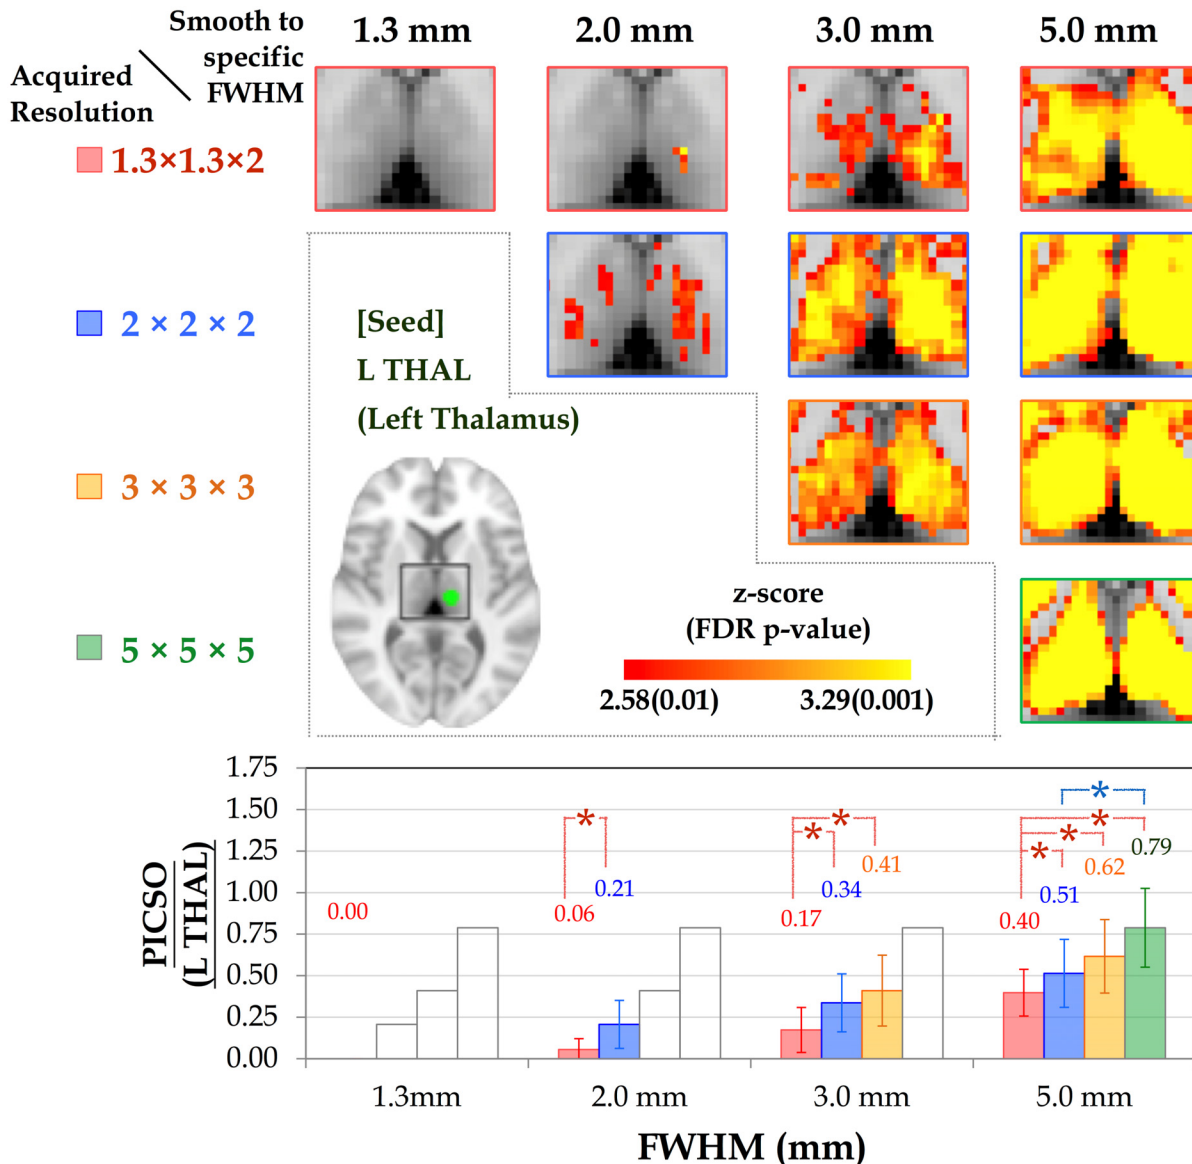 Smooth to
specific
FWHM
Acquired
Resolution
1.3 mm
2.0 mm
3.0 mm
5.0 mm
1.3×1.3×2
2 × 2 × 2
3 × 3 × 3
5 × 5 × 5
[Seed]
L THAL
(Left Thalamus)
z-score
(FDR p-value)
2.58(0.01)
3.29(0.001)
PICSO
(L THAL)
1.75
1.50
1.25
1.00
0.75
0.50
0.25
0.00
0.00
0.06
*
0.21
0.17
*
0.34
*
0.41
0.40
*
0.51
*
0.62
*
0.79
*
1.3mm
2.0 mm
3.0 mm
5.0 mm
FWHM (mm)